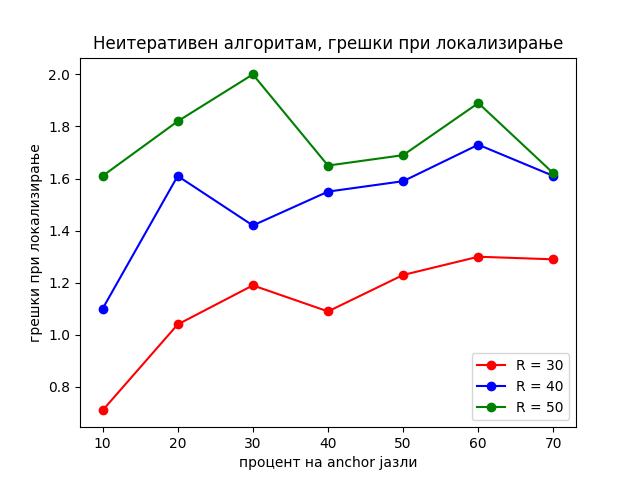 Неитеративен алгоритам, грешки при локализирање
грешки при локализирање
2.0
1.8
1.6
1.4
1.2
1.0
0.8
10 20 30 40 50 60 70
процент на anchor јазли
R = 30
R = 40
R = 50